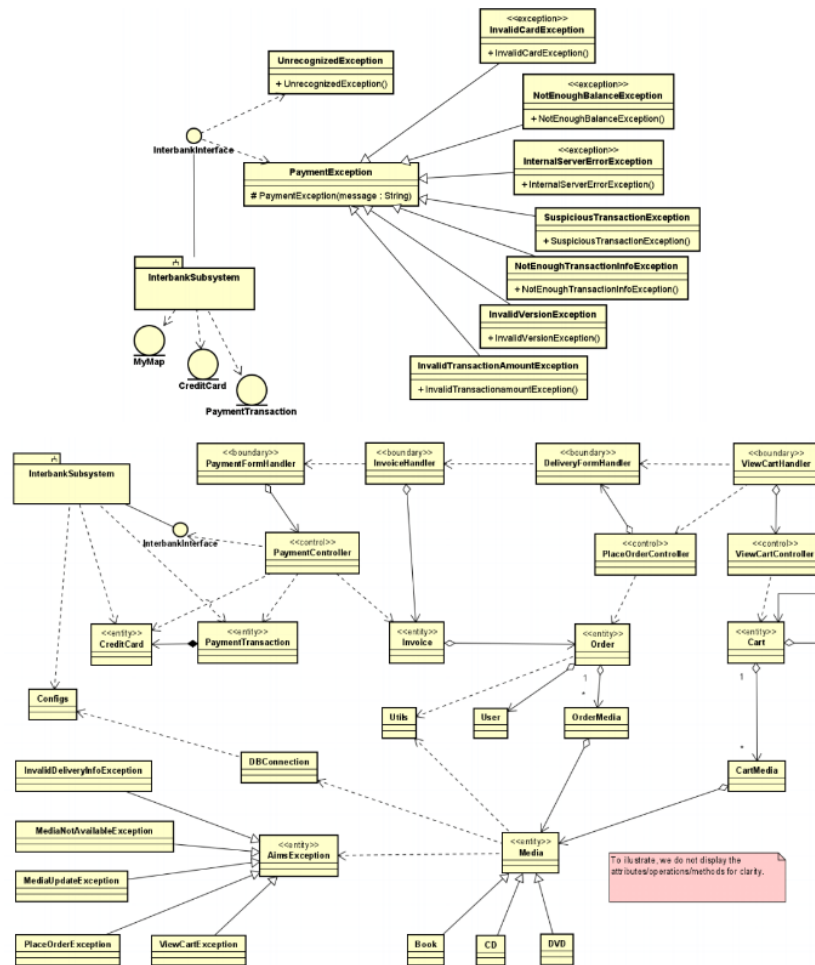 <<exception>>
InvalidCardException
+ InvalidCardException()
UnrecognizedException
+ UnrecognizedException()
<<exception>>
NotEnoughBalanceException
+ NotEnoughBalanceException()
InterbankInterface
<<exception>>
InternalServerErrorException
+ InternalServerErrorException()
PaymentException
# PaymentException(message : String)
SuspiciousTransactionException
+ SuspiciousTransactionException()
NotEnoughTransactionInfoException
+ NotEnoughTransactionInfoException()
InterbankSubsystem
InvalidVersionException
+ InvalidVersionException()
MyMap
CreditCard
PaymentTransaction
InvalidTransactionAmountException
+ InvalidTransactionamountException()
InterbankSubsystem
<<boundary>>
PaymentFormHandler
<<boundary>>
InvoiceHandler
<<boundary>>
DeliveryFormHandler
<<boundary>>
ViewCartHandler
InterbankInterface
<<control>>
PaymentController
<<control>>
PlaceOrderController
<<control>>
ViewCartController
<<entity>>
CreditCard
<<entity>>
PaymentTransaction
<<entity>>
Invoice
<<entity>>
Order
<<entity>>
Cart
1
*
1
*
Configs
Utils
User
OrderMedia
DBConnection
CartMedia
InvalidDeliveryInfoException
MediaNotAvailableException
<<entity>>
AimsException
<<entity>>
Media
MediaUpdateException
To illustrate, we do not display the
attributes/operations/methods for clarity.
PlaceOrderException
ViewCartException
Book
CD
DVD